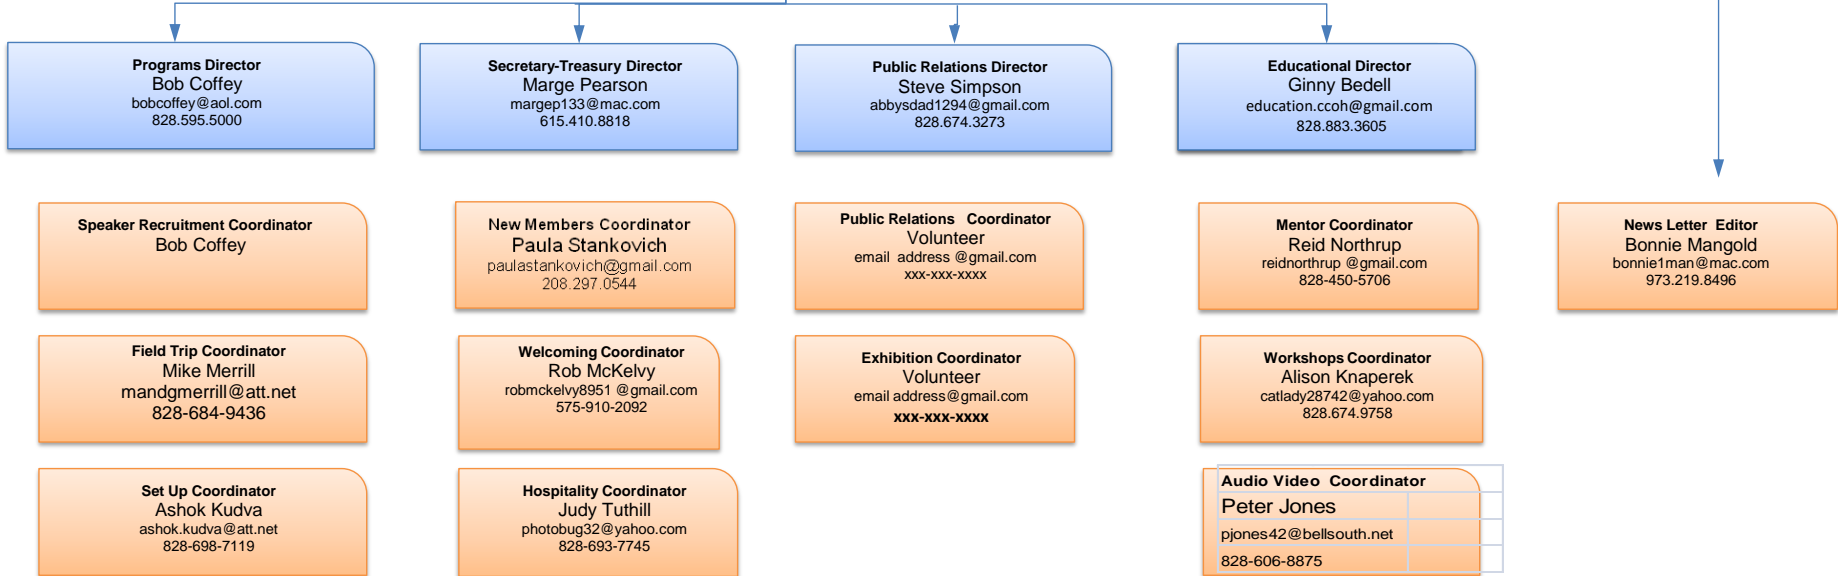 Programs Director
Bob Coffey
bobcoffey@aol.com
828.595.5000
Secretary-Treasury Director
Marge Pearson
margep133@mac.com
615.410.8818
Public Relations Director
Steve Simpson
abbysdad1294@gmail.com
828.674.3273
Educational Director
Ginny Bedell
education.ccoh@gmail.com
828.883.3605
Speaker Recruitment Coordinator
Bob Coffey
New Members Coordinator
Paula Stankovich
paulastankovich@gmail.com
208.297.0544
Public Relations Coordinator
Volunteer
email address @gmail.com
xxx-xxx-xxxx
Mentor Coordinator
Reid Northrup
reidnorthrup @gmail.com
828-450-5706
News Letter Editor
Bonnie Mangold
bonnie1man@mac.com
973.219.8496
Field Trip Coordinator
Mike Merrill
mandgmerrill@att.net
828-684-9436
Welcoming Coordinator
Rob McKelvy
robmckelvy8951 @gmail.com
575-910-2092
Exhibition Coordinator
Volunteer
email address@gmail.com
xxx-xxx-xxxx
Workshops Coordinator
Alison Knaperek
catlady28742@yahoo.com
828.674.9758
Set Up Coordinator
Ashok Kudva
ashok.kudva@att.net
828-698-7119
Hospitality Coordinator
Judy Tuthill
photobug32@yahoo.com
828-693-7745
Audio Video Coordinator
Peter Jones
pjones42@bellsouth.net
828-606-8875